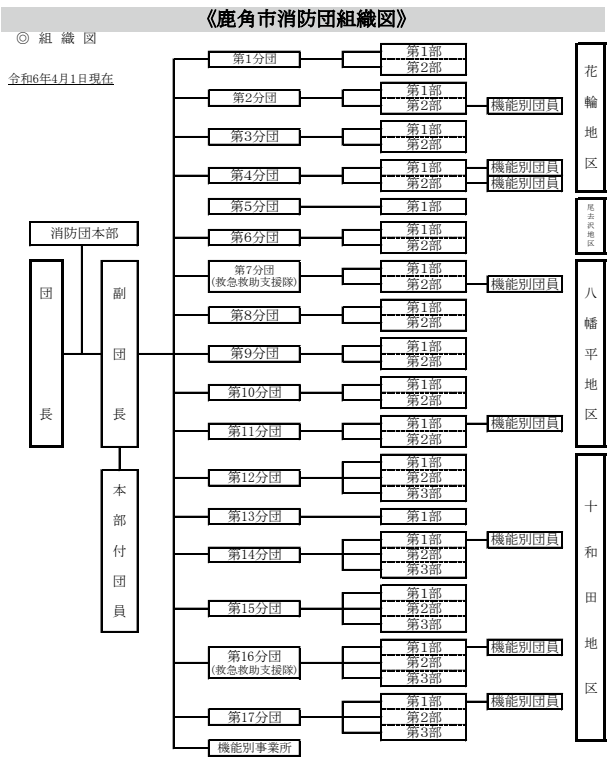 《鹿角市消防団組織図》
◎ 組 織 図
令和6年4月1日現在
消防団本部
団長
副団長
本部付団員
第1分団
第1部
第2部
第2分団
第1部
第2部
機能別団員
第3分団
第1部
第2部
第4分団
第1部
機能別団員
第2部
機能別団員
花輪地区
第5分団
第1部
第6分団
第1部
第2部
尾去沢地区
第7分団
(救急救助支援隊)
第1部
第2部
機能別団員
第8分団
第1部
第2部
第9分団
第1部
第2部
第10分団
第1部
第2部
第11分団
第1部
機能別団員
第2部
八幡平地区
第12分団
第1部
第2部
第3部
第13分団
第1部
第14分団
第1部
機能別団員
第2部
第3部
第15分団
第1部
第2部
第3部
第16分団
(救急救助支援隊)
第1部
機能別団員
第2部
第3部
第17分団
第1部
機能別団員
第2部
第3部
十和田地区
機能別事業所